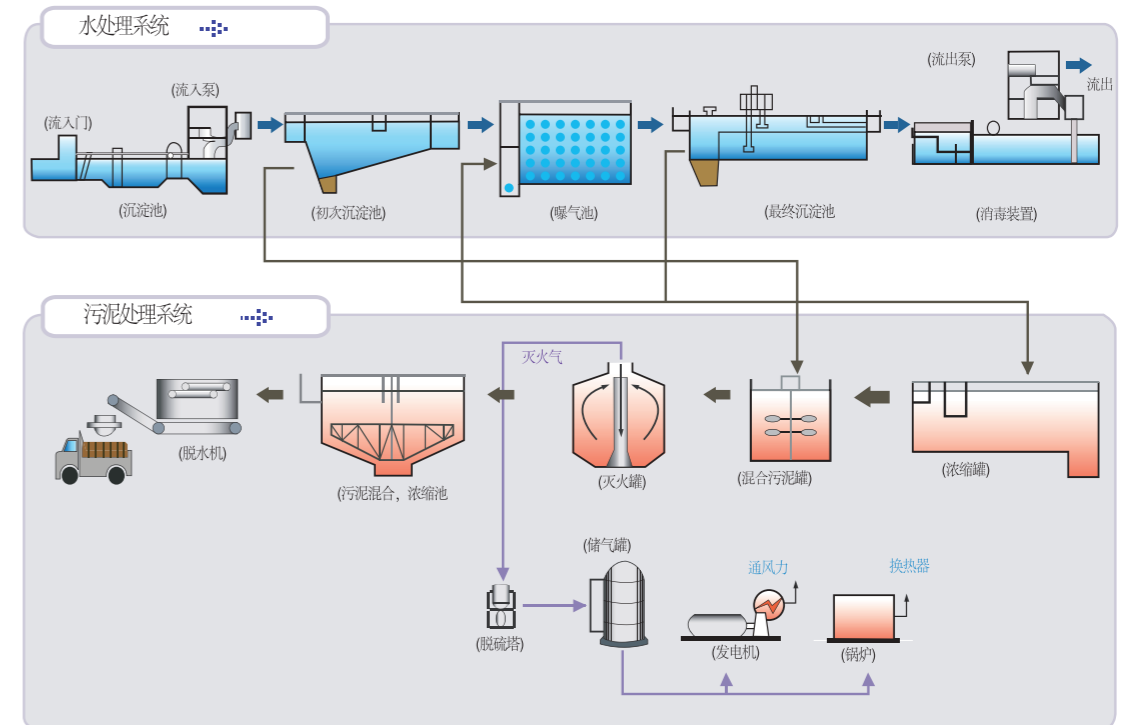 水处理系统
(流出泵)
流出
(流入泵)
(流入门)
(沉淀池)
(初次沉淀池)
(曝气池)
(最终沉淀池
(消毒装置)
污泥处理系统
灭火气
(脱水机)
(污泥混合，浓缩池
(灭火罐)
(混合污泥罐)
(浓缩罐)
(储气罐)
通风力
换热器
(脱硫塔)
(发电机)
(锅炉)